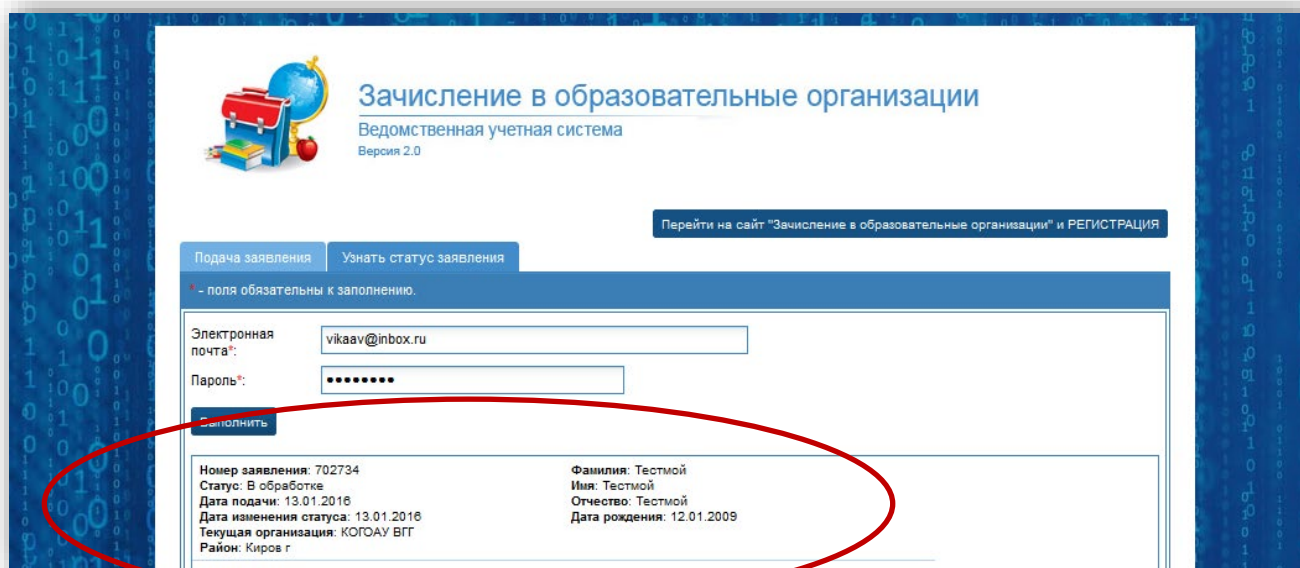 Зачисление в образовательные организации
Ведомственная учетная система
Версия 2.0
Перейти на сайт "Зачисление в образовательные организации" и РЕГИСТРАЦИЯ
Подача заявления Узнать статус заявления
* - поля обязательны к заполнению.
Электронная
почта*: vikaav@inbox.ru
Пароль*: ••••••••
Выполнить
Номер заявления: 702734 Фамилия: Тестмой
Статус: В обработке Имя: Тестмой
Дата подачи: 13.01.2016 Отчество: Тестмой
Дата изменения статуса: 13.01.2016 Дата рождения: 12.01.2009
Текущая организация: КОГОАУ ВГГ
Район: Киров г